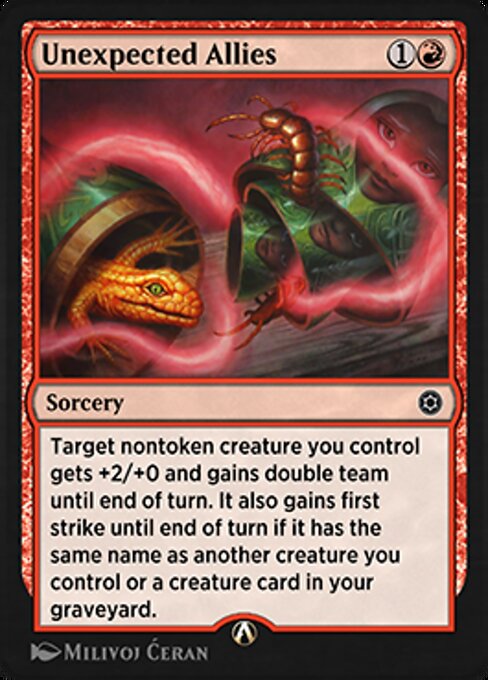 Unexpected Allies 1
Sorcery
Target nontoken creature you control
gets +2/+0 and gains double team
until end of turn. It also gains first
strike until end of turn if it has the
same name as another creature you
control or a creature card in your
graveyard.
Milivoj Ćeran